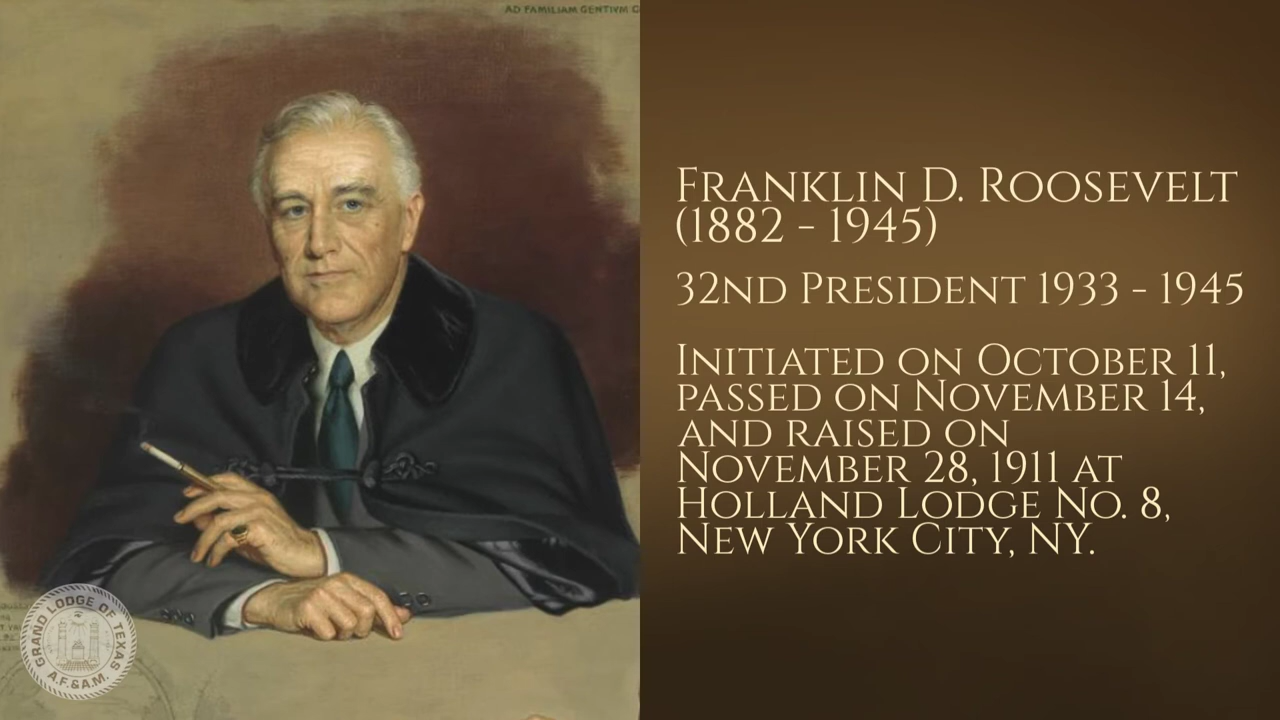 AD FAMILIAM GENTIVM
Franklin D. Roosevelt
(1882 - 1945)
32nd President 1933 - 1945
Initiated on October 11,
passed on November 14,
and raised on
November 28, 1911 at
Holland Lodge No. 8,
New York City, NY.
GRAND LODGE OF TEXAS
A.F.&A.M.